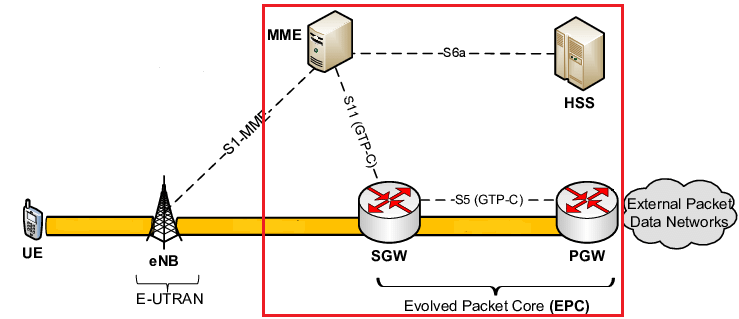 MME
S6a
HSS
S1-MME
S11 (GTP-C)
S5 (GTP-C)
External Packet
Data Networks
UE
eNB
SGW
PGW
E-UTRAN
Evolved Packet Core (EPC)